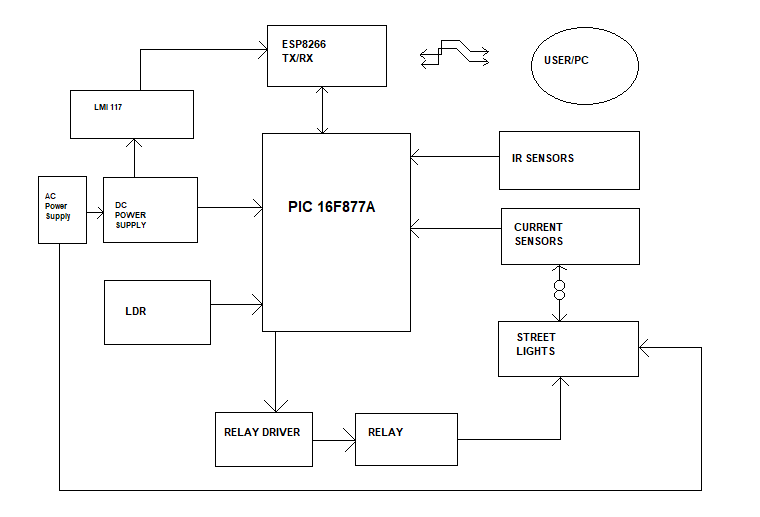 ESP8266
TX/RX
USER/PC
LMI 117
IR SENSORS
AC
Power
Supply
DC
POWER
SUPPLY
PIC 16F877A
CURRENT
SENSORS
LDR
STREET
LIGHTS
RELAY DRIVER
RELAY